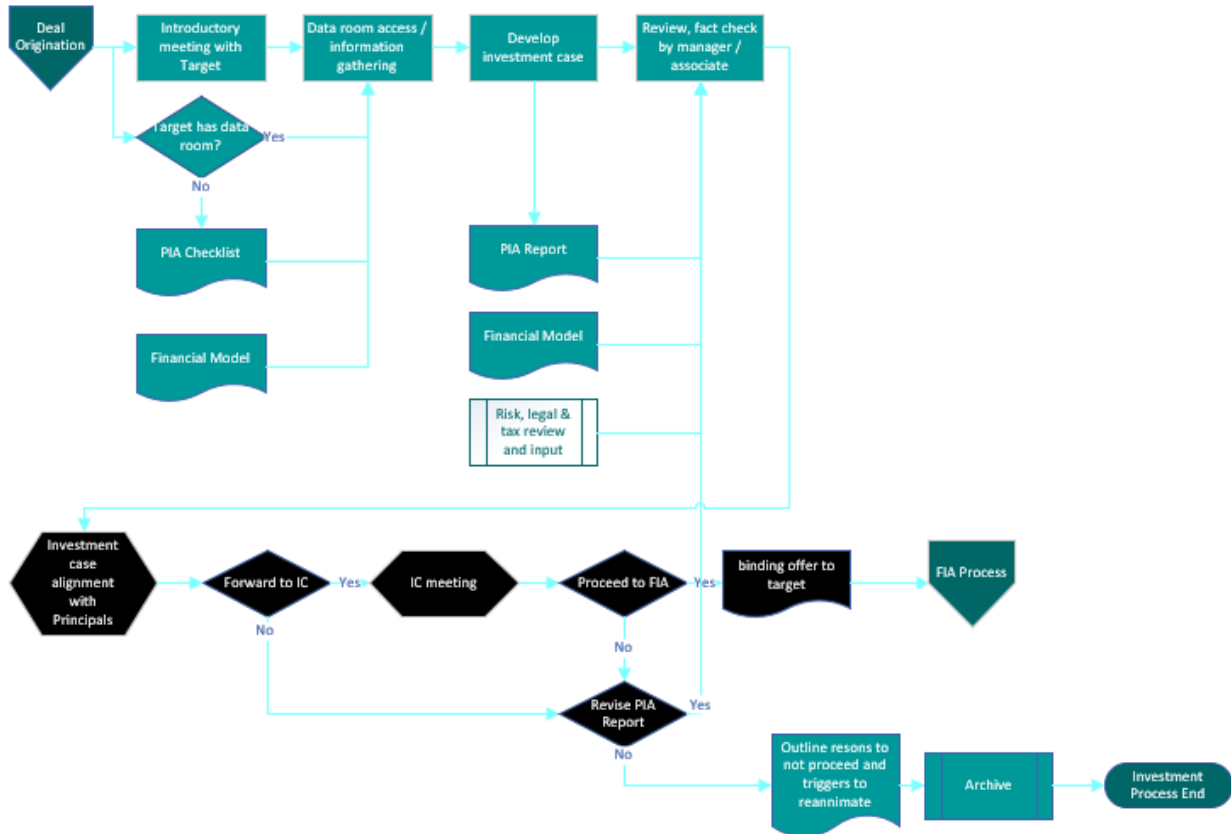 Deal
Origination
Introductory
meeting with
Target
Data room access /
information
gathering
Develop
investment case
Review, fact check
by manager /
associate
Target has data
room?
Yes
No
PIA Checklist
Financial Model
PIA Report
Financial Model
Risk, legal &
tax review
and input
Investment
case
alignment
with
Principals
Forward to IC
Yes
No
IC meeting
Proceed to FIA
Yes
No
binding offer to
target
FIA Process
Revise PIA
Report
Yes
No
Outline resons to
not proceed and
triggers to
reannimate
Archive
Investment
Process End